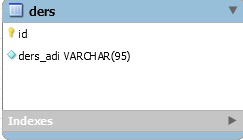 ders
id
ders_adi VARCHAR(95)
Indexes